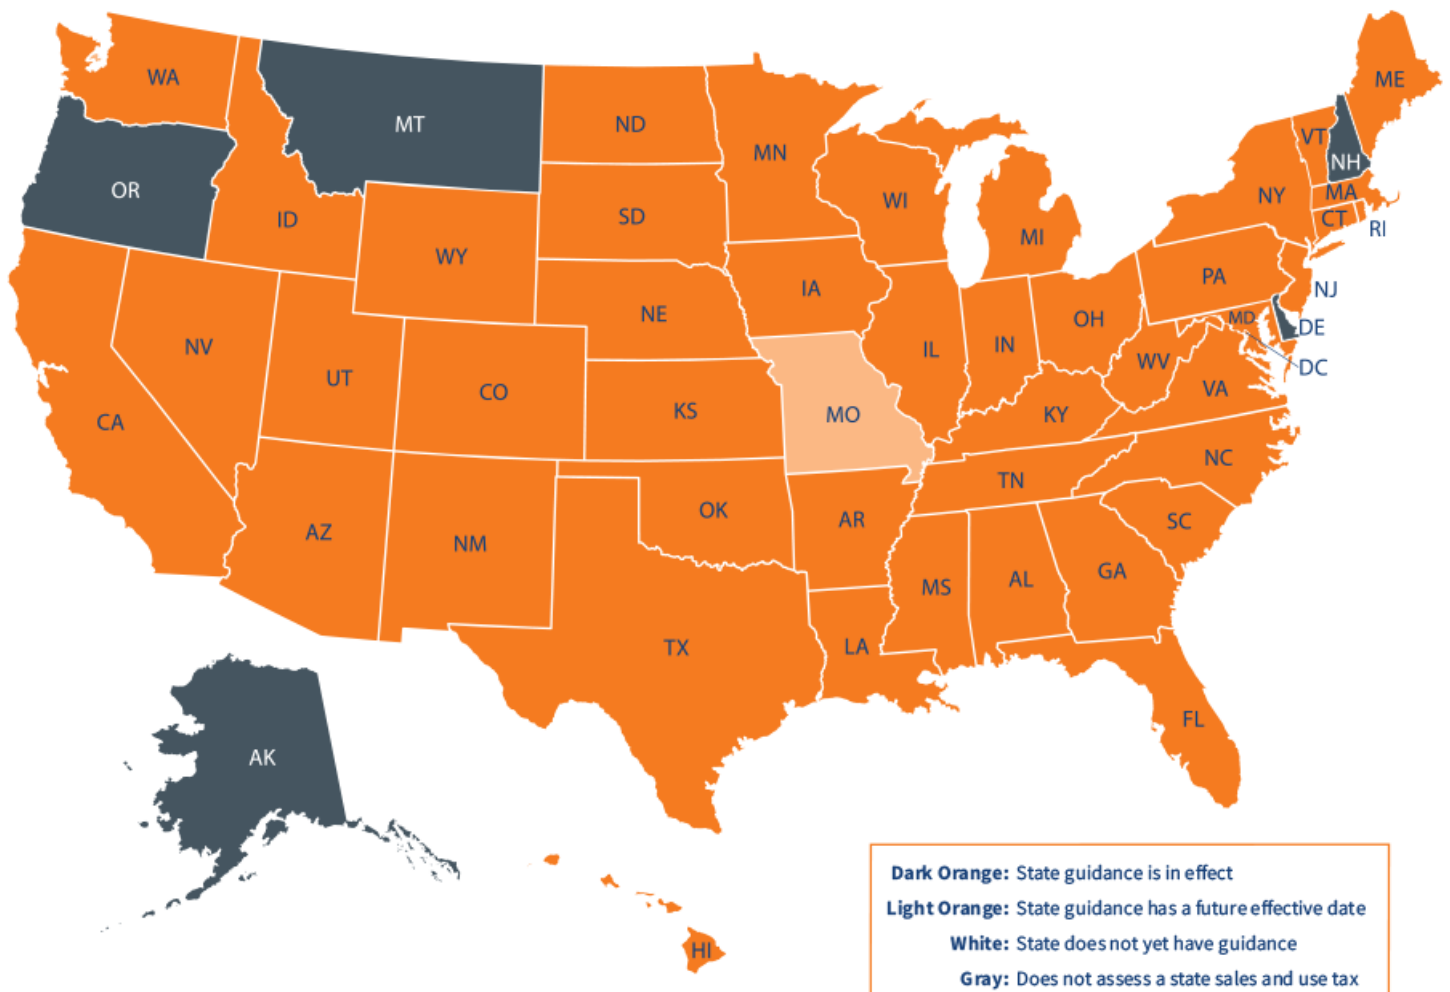 WA
MT
ND
MN
ME
VT
NH
OR
ID
SD
WI
NY
MA
CT
RI
WY
MI
IA
PA
NJ
NE
OH
MD
DE
NV
IL
IN
WV
DC
UT
CO
KS
MO
KY
VA
CA
NC
TN
AZ
NM
OK
AR
SC
MS
AL
GA
TX
LA
FL
AK
HI
Dark Orange: State guidance is in effect
Light Orange: State guidance has a future effective date
White: State does not yet have guidance
Gray: Does not assess a state sales and use tax